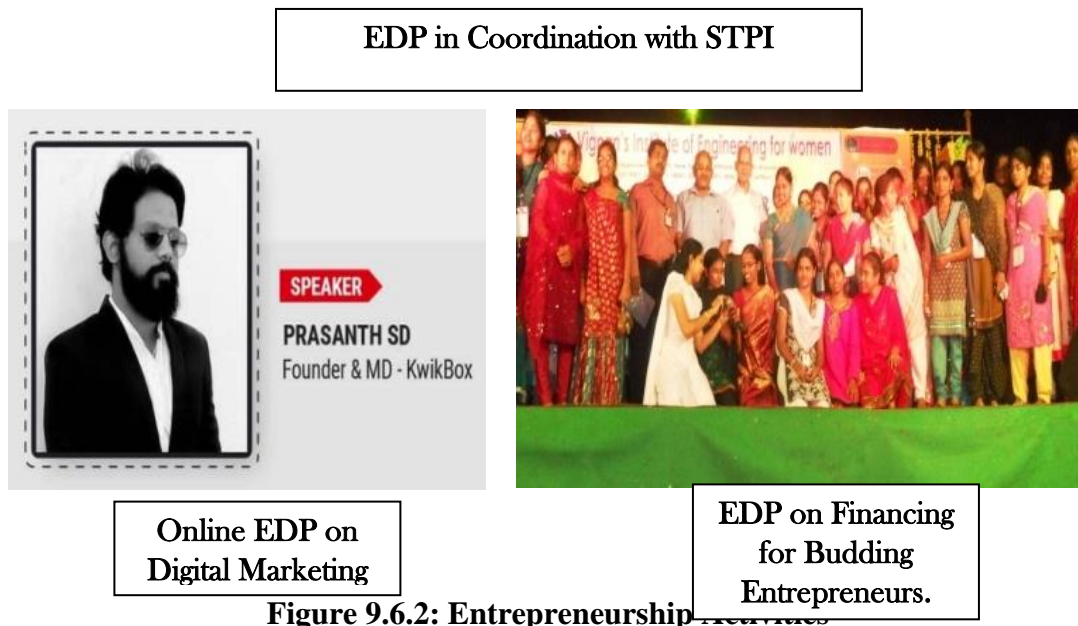 EDP in Coordination with STPI
Vignan's Institute of Engineering for women
SPEAKER
PRASANTH SD
Founder & MD - KwikBox
Online EDP on
Digital Marketing
EDP on Financing
for Budding
Entrepreneurs.
Figure 9.6.2: Entrepreneurship Activities